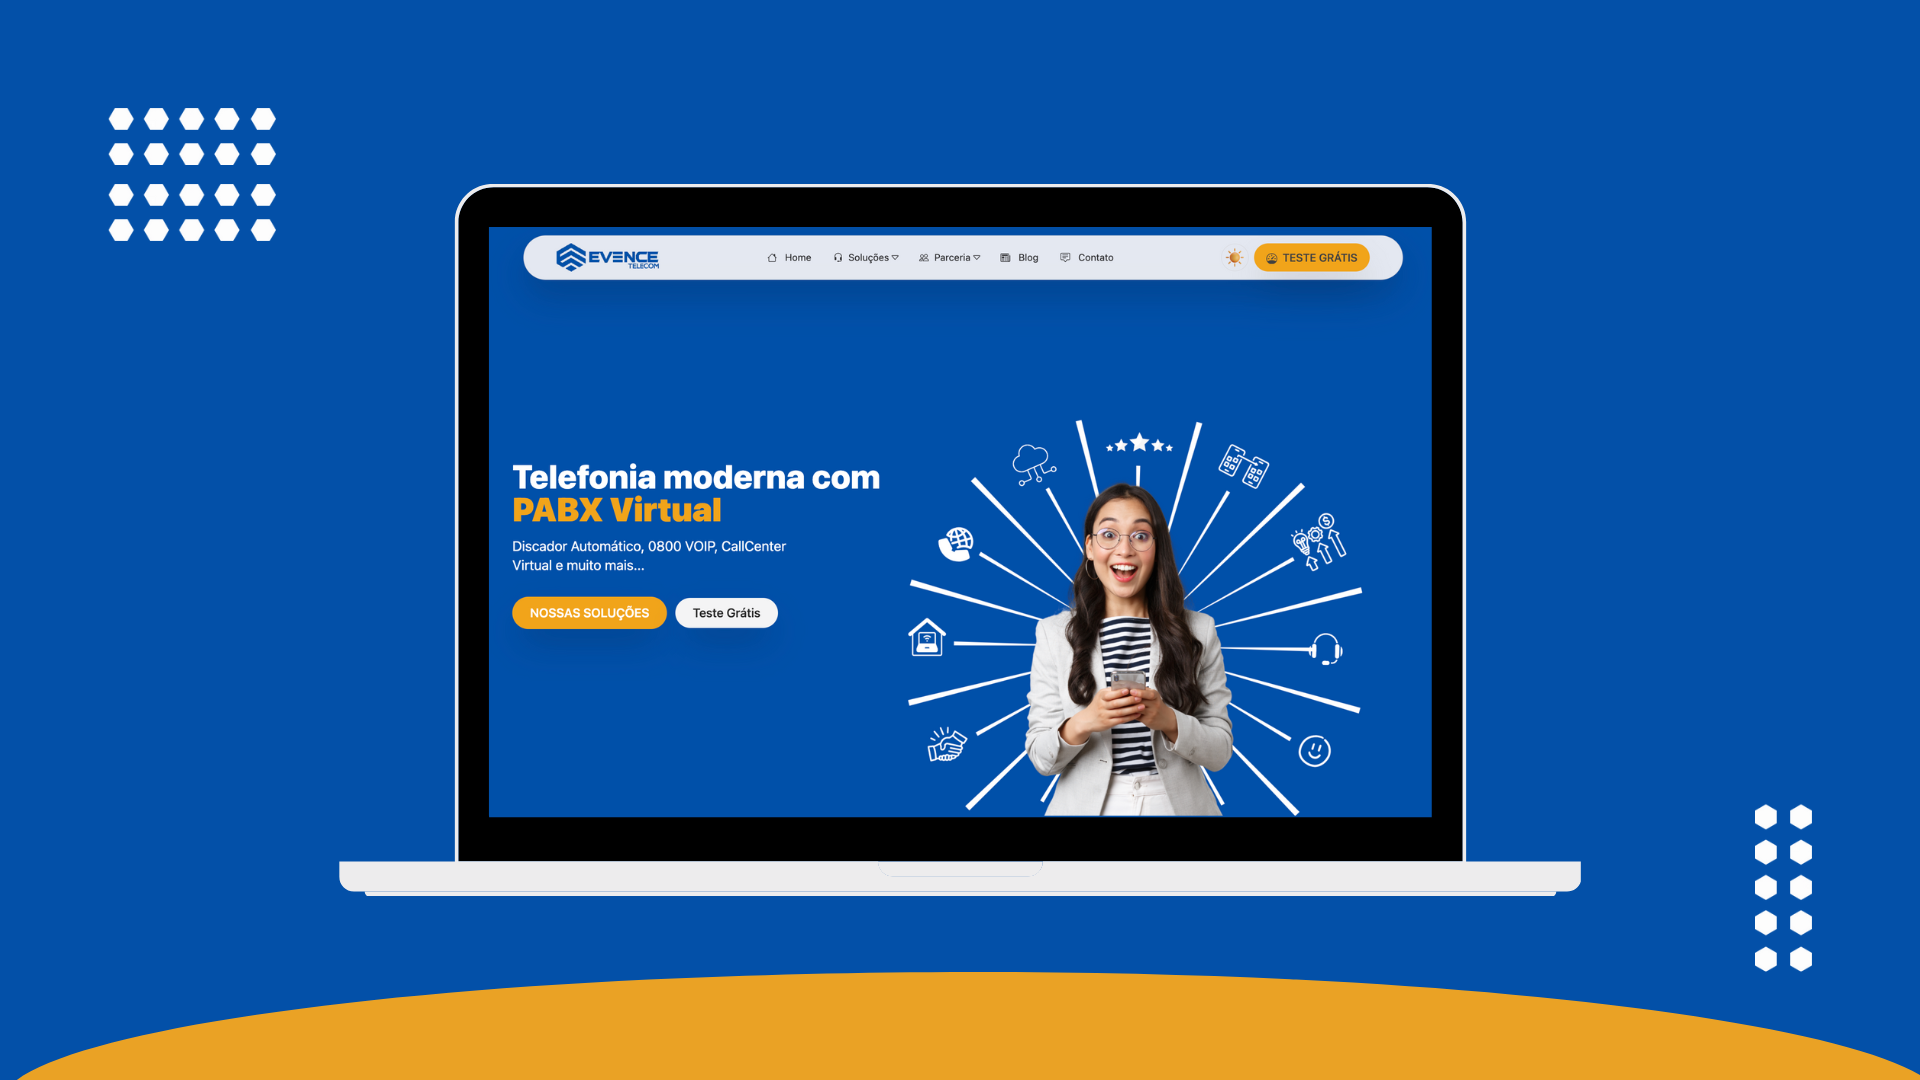 EVENCE
TELECOM
Home
Soluções
Parceria
Blog
Contato
TESTE GRÁTIS
Telefonia moderna com
PABX Virtual
Discador Automático, 0800 VOIP, CallCenter
Virtual e muito mais...
NOSSAS SOLUÇÕES
Teste Grátis